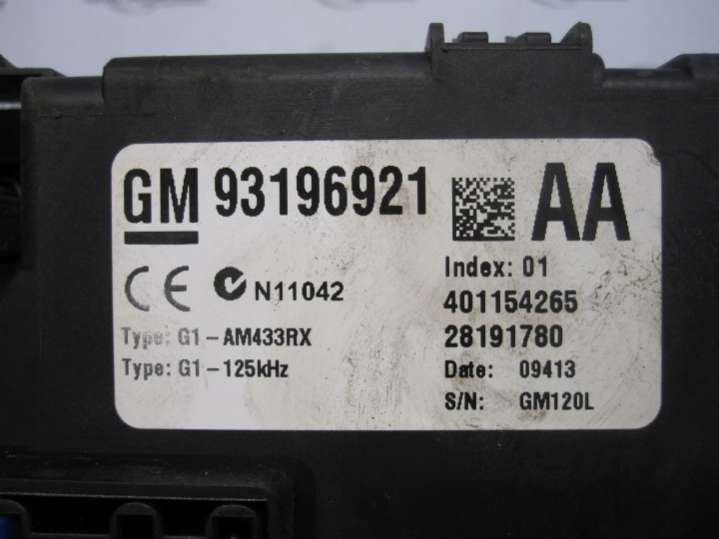 GM 93196921 AA
CE N11042
Type: G1-AM433RX
Type: G1-125kHz
Index: 01
401154265
28191780
Date: 09413
S/N: GM120L